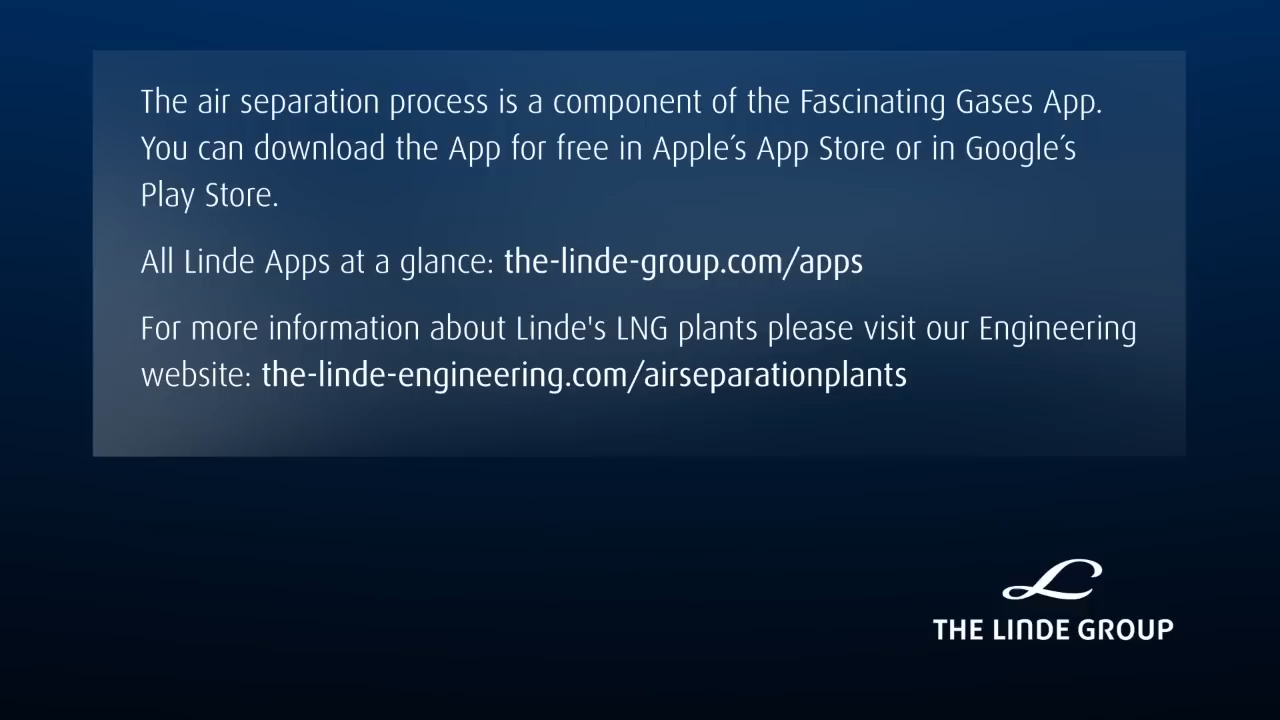 The air separation process is a component of the Fascinating Gases App.
You can download the App for free in Apple´s App Store or in Google´s
Play Store.
All Linde Apps at a glance: the-linde-group.com/apps
For more information about Linde's LNG plants please visit our Engineering
website: the-linde-engineering.com/airseparationplants
THE LINDE GROUP